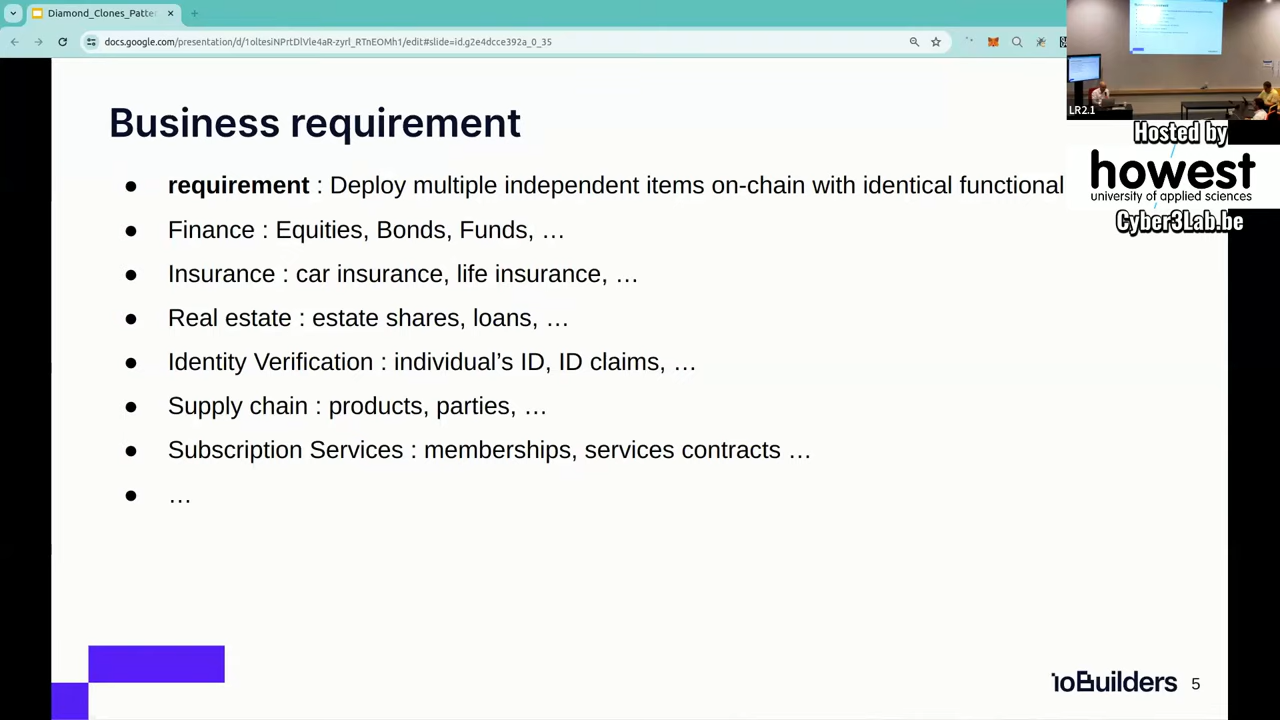 Diamond_Clones_Patte
docs.google.com/presentation/d/1oltesiNPrtDlVle4aR-zyrl_RTnEOMh1/edit#slide=id.g2e4dcce392a_0_35
LR2.1
Hosted by
howest
university of applied sciences
Cyber3Lab.be
Business requirement
● requirement : Deploy multiple independent items on-chain with identical functional
● Finance : Equities, Bonds, Funds, …
● Insurance : car insurance, life insurance, …
● Real estate : estate shares, loans, …
● Identity Verification : individual’s ID, ID claims, …
● Supply chain : products, parties, …
● Subscription Services : memberships, services contracts …
● …
ioBuilders 5